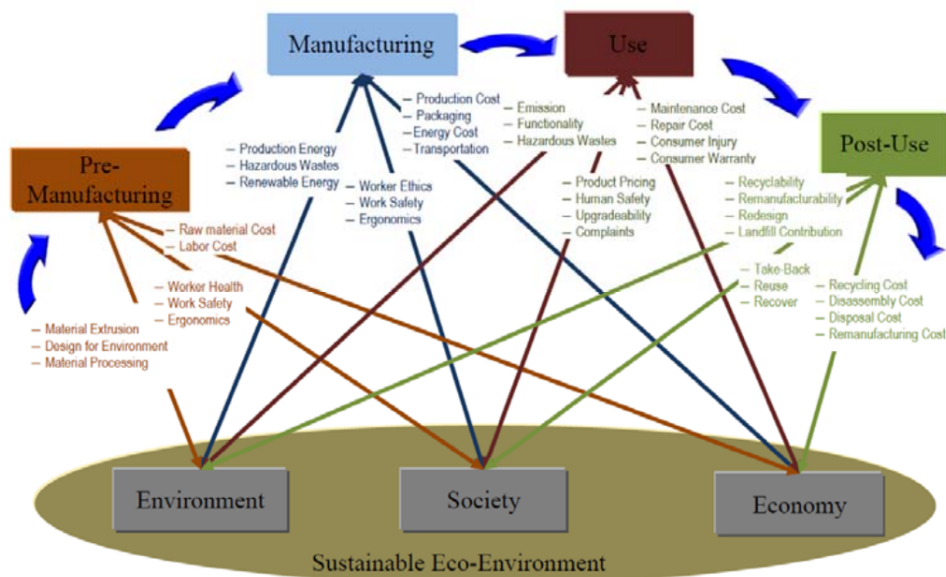 Manufacturing
Use
Post-Use
Pre-
Manufacturing
– Production Cost
– Packaging
– Energy Cost
– Transportation
– Emission
– Functionality
– Hazardous Wastes
– Maintenance Cost
– Repair Cost
– Consumer Injury
– Consumer Warranty
– Production Energy
– Hazardous Wastes
– Renewable Energy
– Worker Ethics
– Work Safety
– Ergonomics
– Product Pricing
– Human Safety
– Upgradeability
– Complaints
– Recyclability
– Remanufacturability
– Redesign
– Landfill Contribution
– Raw material Cost
– Labor Cost
– Worker Health
– Work Safety
– Ergonomics
– Take-Back
– Reuse
– Recover
– Recycling Cost
– Disassembly Cost
– Disposal Cost
– Remanufacturing Cost
– Material Extrusion
– Design for Environment
– Material Processing
Environment
Society
Economy
Sustainable Eco-Environment